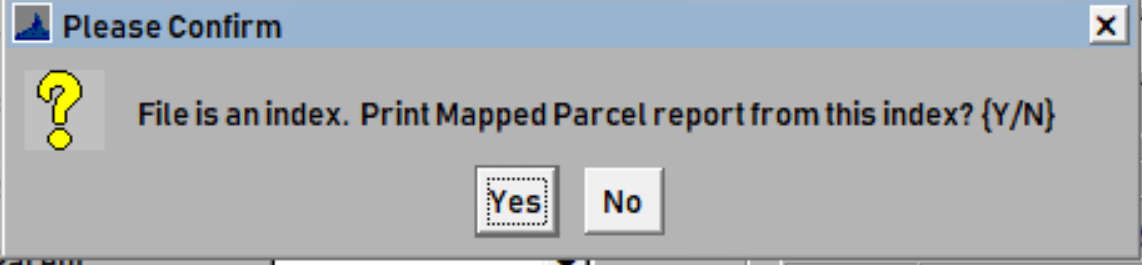 Please Confirm
File is an index. Print Mapped Parcel report from this index? {Y/N}
Yes No